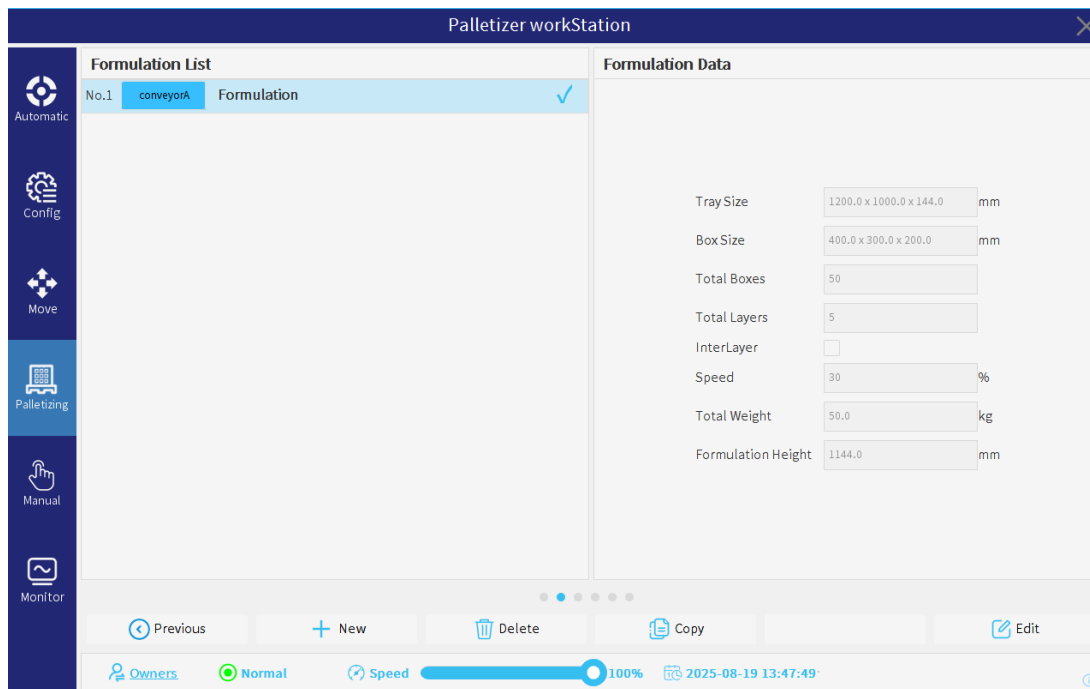 Palletizer workStation
Automatic
Config
Move
Palletizing
Manual
Monitor
Formulation List
No.1 conveyorA Formulation
Formulation Data
Tray Size 1200.0 x 1000.0 x 144.0 mm
Box Size 400.0 x 300.0 x 200.0 mm
Total Boxes 50
Total Layers 5
InterLayer
Speed 30 %
Total Weight 50.0 kg
Formulation Height 1144.0 mm
Previous New Delete Copy Edit
Owners Normal Speed 100% 2025-08-19 13:47:49